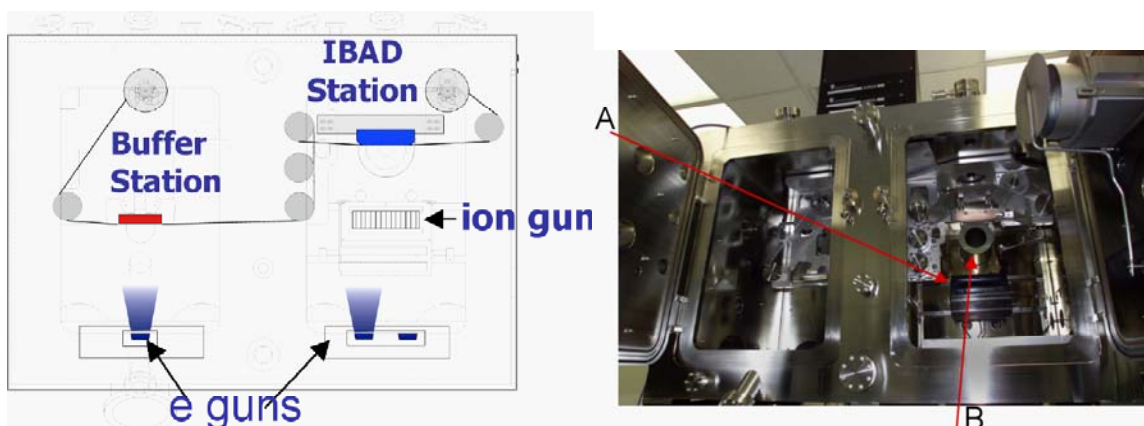 IBAD
Station
Buffer
Station
ion gun
e guns
A
B